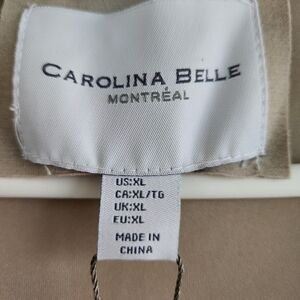 CAROLINA BELLE
MONTRÉAL
US:XL
CA:XL/TG
UK:XL
EU:XL
MADE IN
CHINA